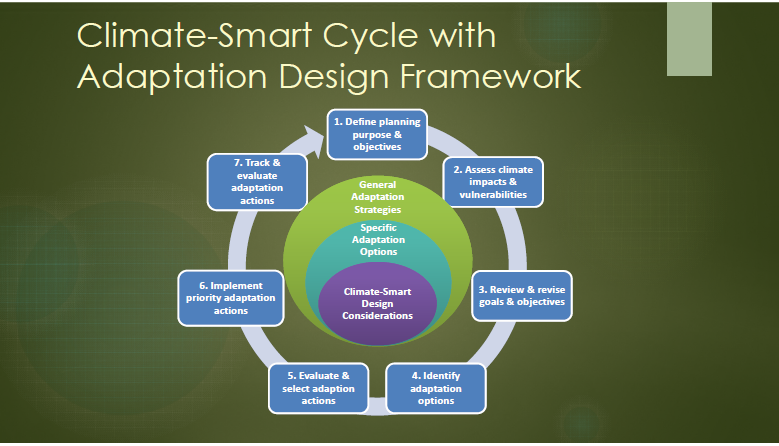 Climate-Smart Cycle with
Adaptation Design Framework
1. Define planning
purpose &
objectives
2. Assess climate
impacts &
vulnerabilities
3. Review & revise
goals & objectives
4. Identify
adaptation
options
5. Evaluate &
select adaption
actions
6. Implement
priority adaptation
actions
7. Track &
evaluate
adaptation
actions
General
Adaptation
Strategies
Specific
Adaptation
Options
Climate-Smart
Design
Considerations